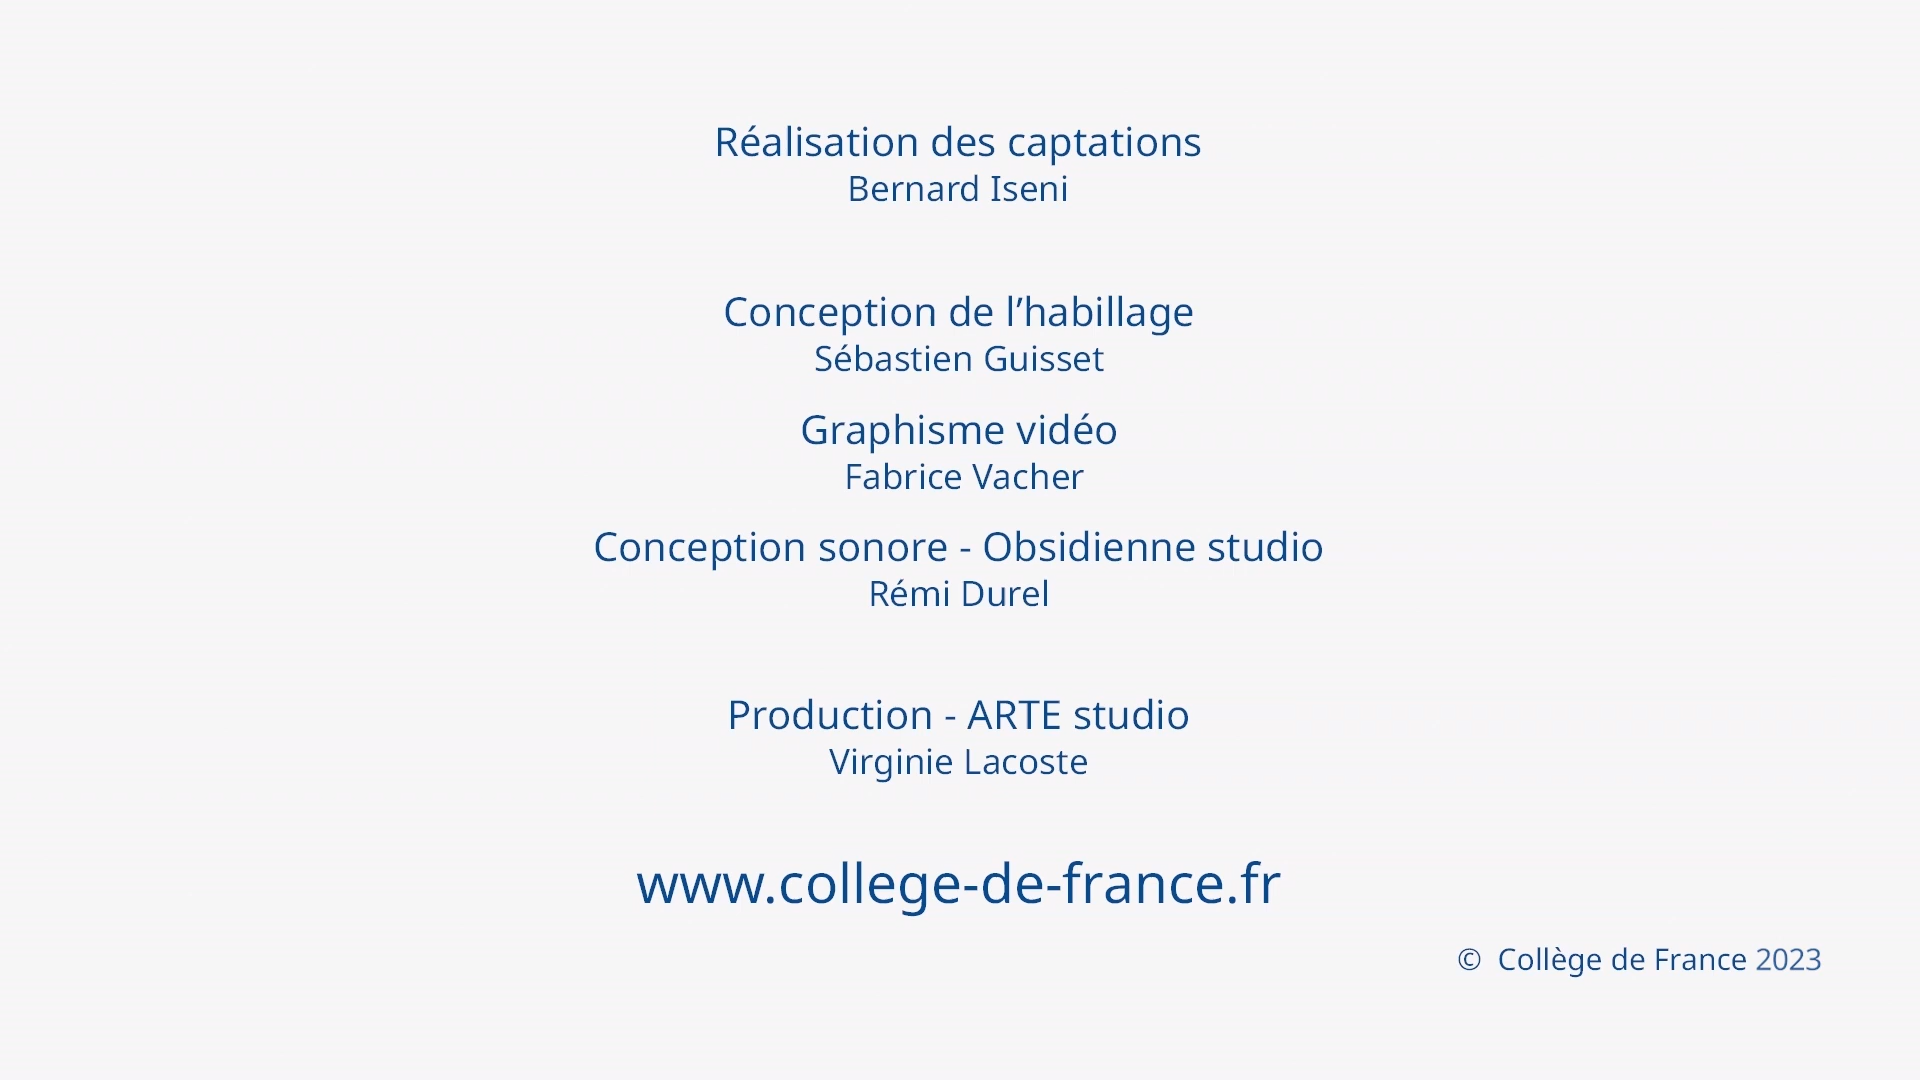 Réalisation des captations
Bernard Iseni
Conception de l’habillage
Sébastien Guisset
Graphisme vidéo
Fabrice Vacher
Conception sonore - Obsidienne studio
Rémi Durel
Production - ARTE studio
Virginie Lacoste
www.college-de-france.fr
© Collège de France 2023